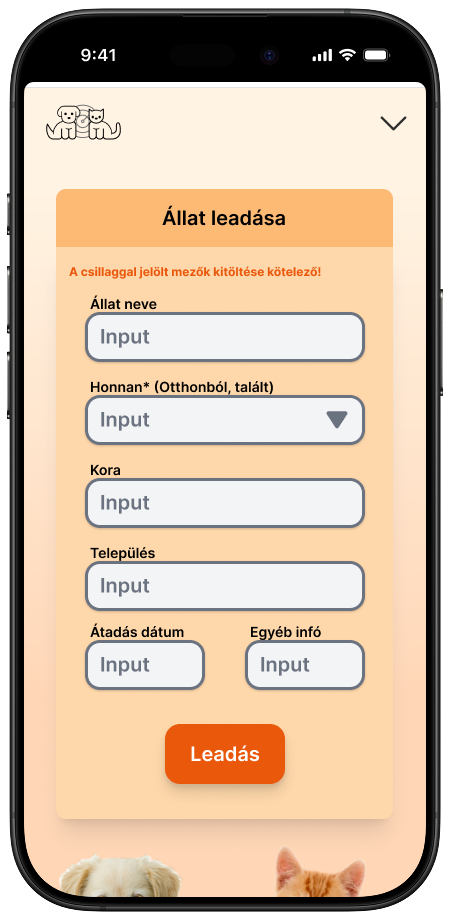 9:41
Állat leadása
A csillaggal jelölt mezők kitöltése kötelező!
Állat neve
Input
Honnan* (Otthonból, talált)
Input
Kora
Input
Település
Input
Átadás dátum
Egyéb infó
Input
Input
Leadás